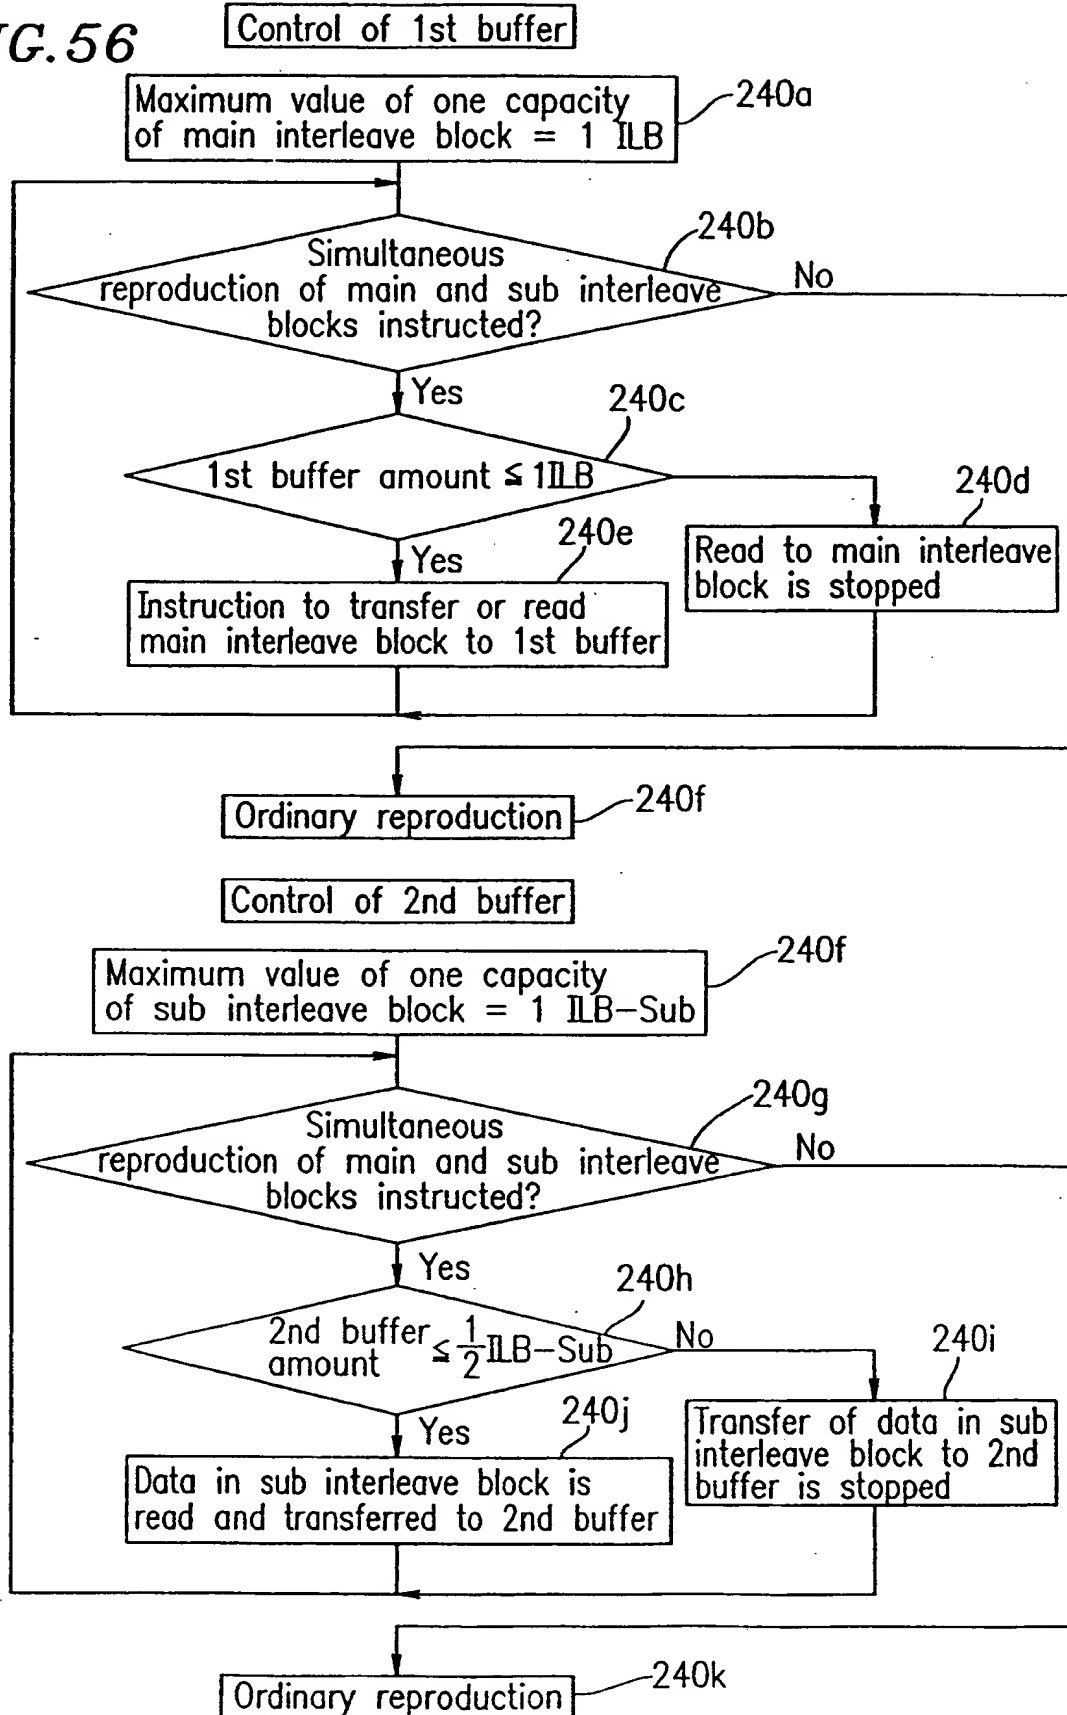 IG.56
Control of 1st buffer
Maximum value of one capacity
of main interleave block = 1 ILB
240a
240b
Simultaneous
reproduction of main and sub interleave
blocks instructed?
No
Yes
240c
1st buffer amount ≦ 1ILB
240d
240e
Yes
Read to main interleave
block is stopped
Instruction to transfer or read
main interleave block to 1st buffer
Ordinary reproduction
240f
Control of 2nd buffer
240f
Maximum value of one capacity
of sub interleave block = 1 ILB-Sub
240g
Simultaneous
reproduction of main and sub interleave
blocks instructed?
No
Yes
240h
2nd buffer
amount ≦ 1/2 ILB-Sub
No
240i
240j
Yes
Transfer of data in sub
interleave block to 2nd
buffer is stopped
Data in sub interleave block is
read and transferred to 2nd buffer
240k
Ordinary reproduction